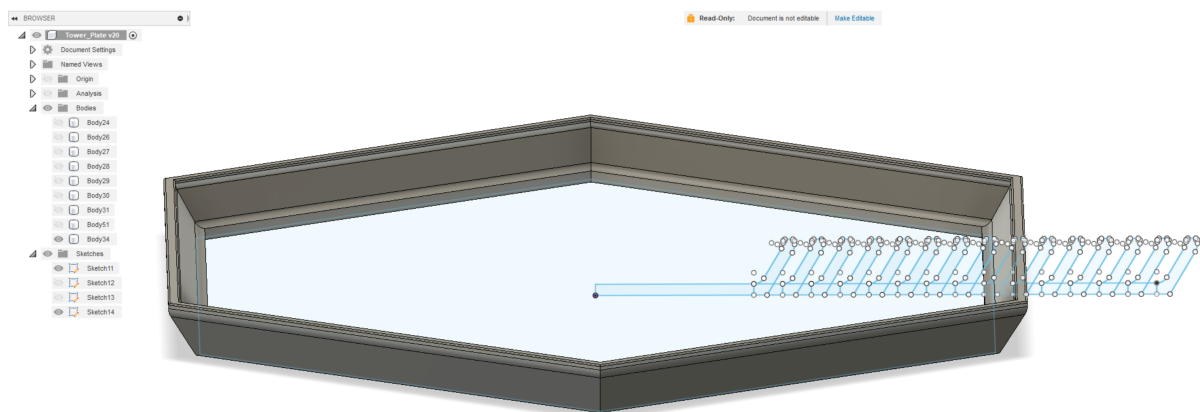 BROWSER
Read-Only: Document is not editable Make Editable
Tower_Plate v20
Document Settings
Named Views
Origin
Analysis
Bodies
Body24
Body26
Body27
Body28
Body29
Body30
Body31
Body51
Body34
Sketches
Sketch11
Sketch12
Sketch13
Sketch14